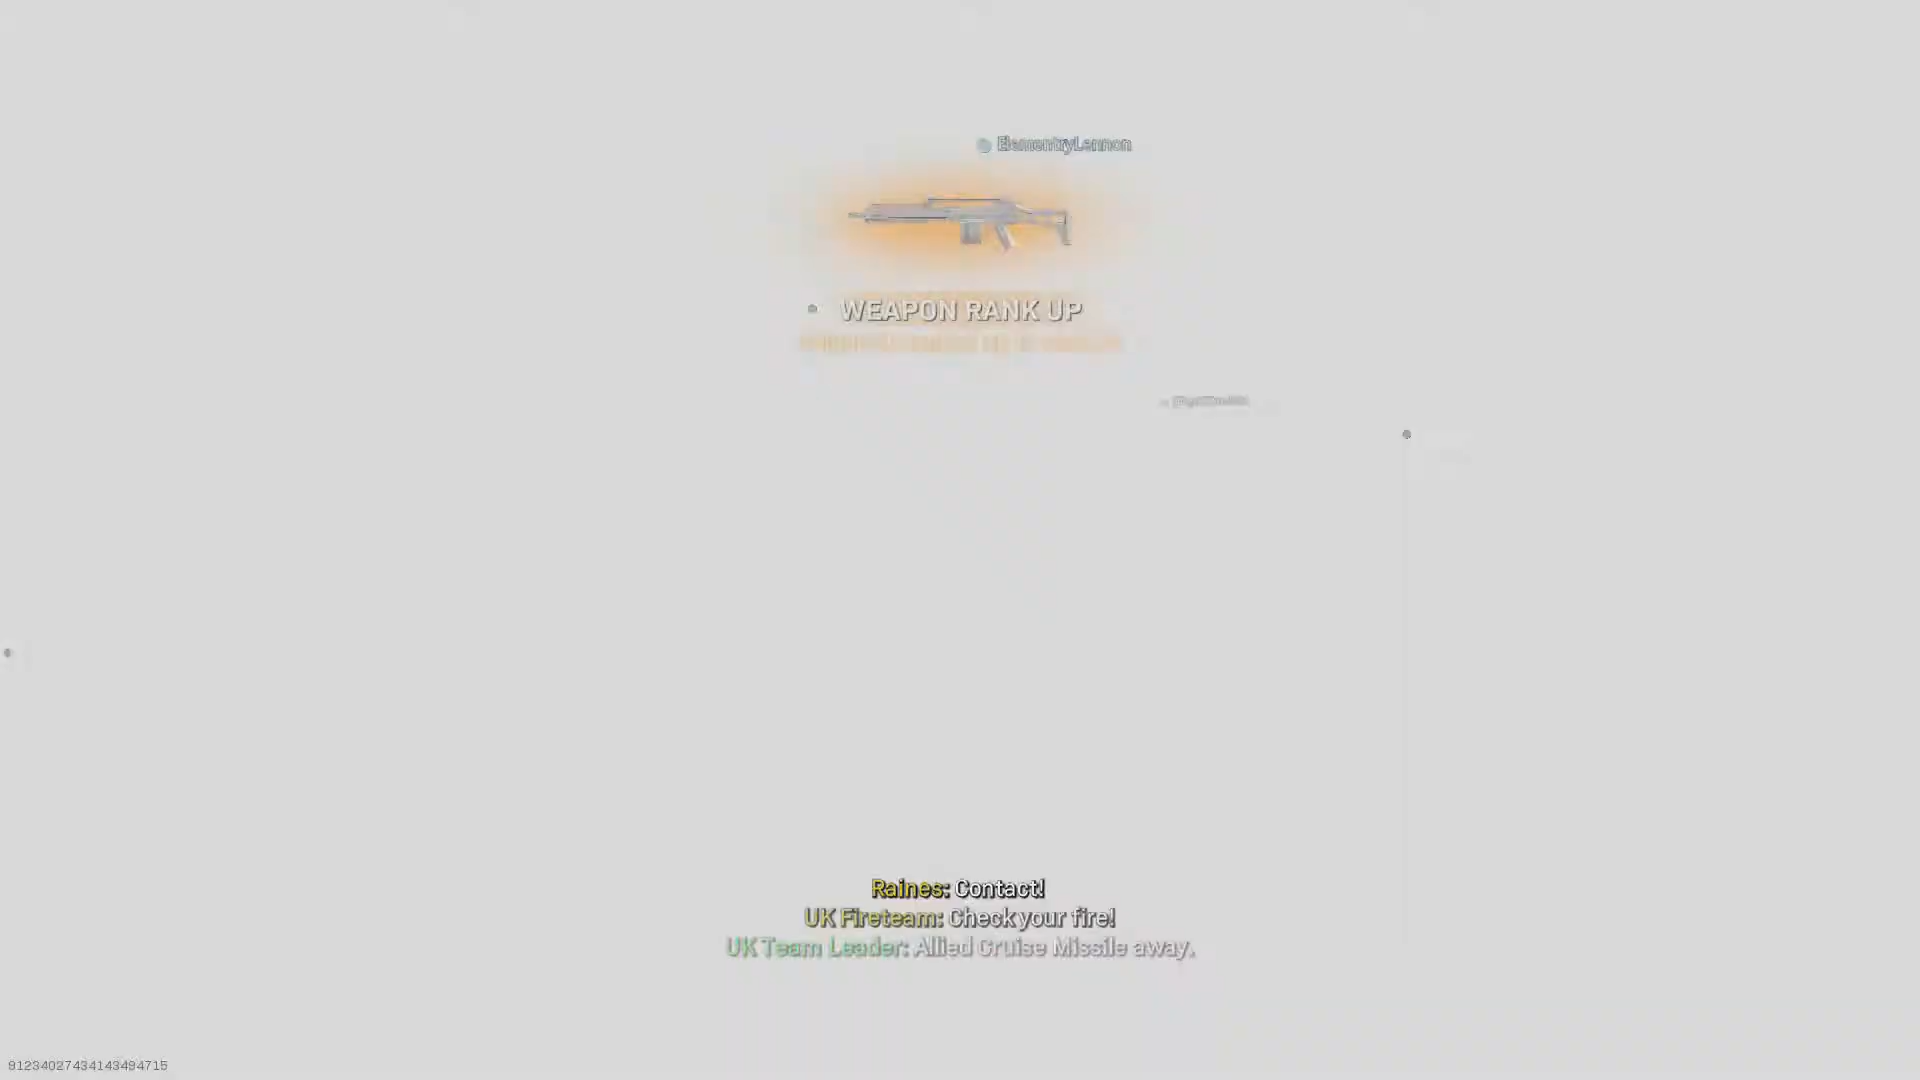 ElementryLennon
WEAPON RANK UP
Raines: Contact!
UK Fireteam: Check your fire!
UK Team Leader: Allied Cruise Missile away.
91234027434143494715